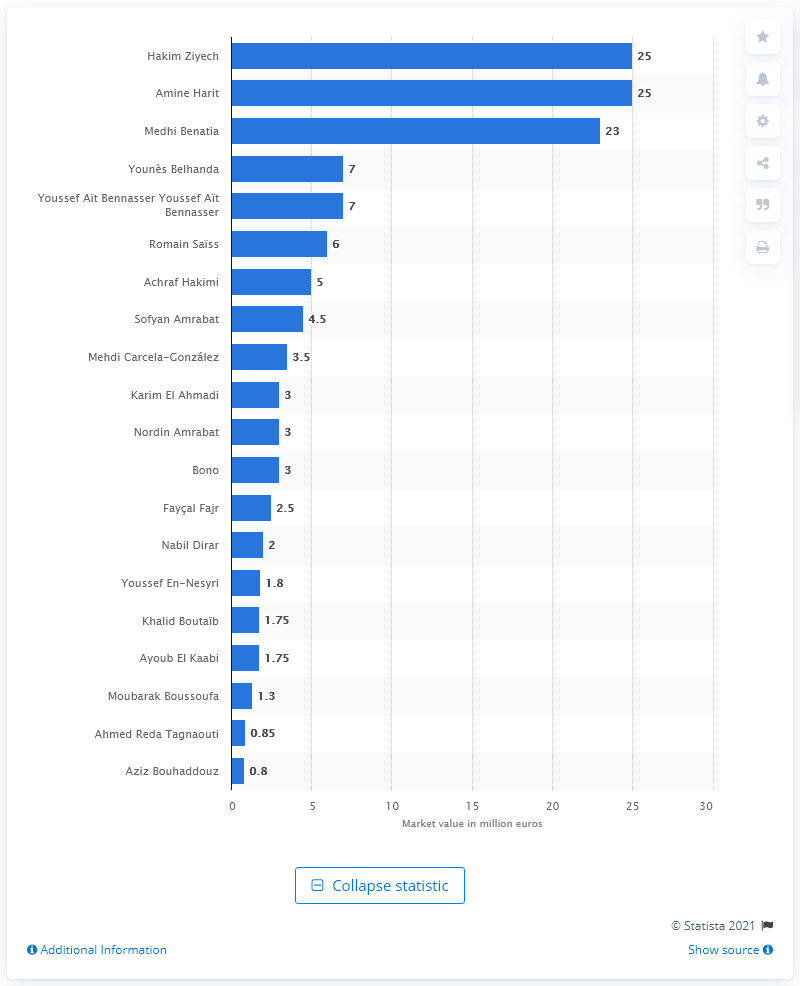 Hakim Ziyech 25
Amine Harit 25
Medhi Benatia 23
Younès Belhanda 7
Youssef Aït Bennasser Youssef Aït
Bennasser 7
Romain Saïss 6
Achraf Hakimi 5
Sofyan Amrabat 4.5
Mehdi Carcela-González 3.5
Karim El Ahmadi 3
Nordin Amrabat 3
Bono 3
Fayçal Fajr 2.5
Nabil Dirar 2
Youssef En-Nesyri 1.8
Khalid Boutaïb 1.75
Ayoub El Kaabi 1.75
Moubarak Boussoufa 1.3
Ahmed Reda Tagnaouti 0.85
Aziz Bouhaddouz 0.8
0 5 10 15 20 25 30
Market value in million euros
Collapse statistic
© Statista 2021
Additional Information Show source